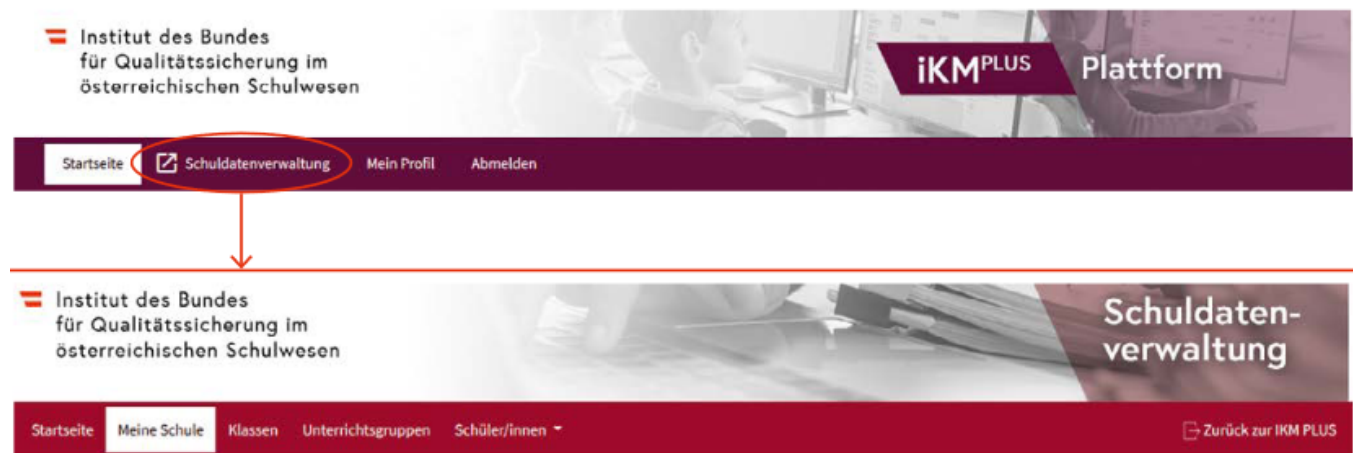 Institut des Bundes
für Qualitätssicherung im
österreichischen Schulwesen
iKMPLUS Plattform
Startseite Schuldatenverwaltung Mein Profil Abmelden
Institut des Bundes
für Qualitätssicherung im
österreichischen Schulwesen
Schuldaten-
verwaltung
Startseite Meine Schule Klassen Unterrichtsgruppen Schüler/innen Zurück zur IKM PLUS